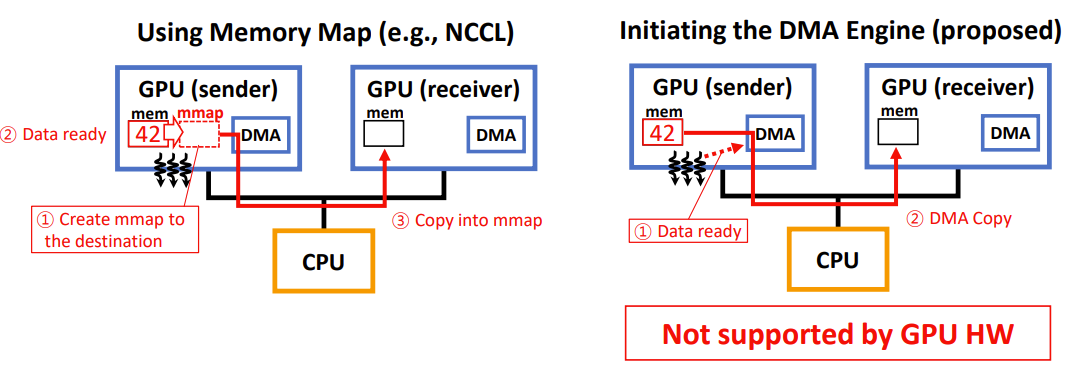 Using Memory Map (e.g., NCCL)
GPU (sender)
mem
mmap
42
DMA
② Data ready
① Create mmap to
the destination
GPU (receiver)
mem
DMA
③ Copy into mmap
CPU
Initiating the DMA Engine (proposed)
GPU (sender)
mem
42
DMA
① Data ready
GPU (receiver)
mem
DMA
② DMA Copy
CPU
Not supported by GPU HW